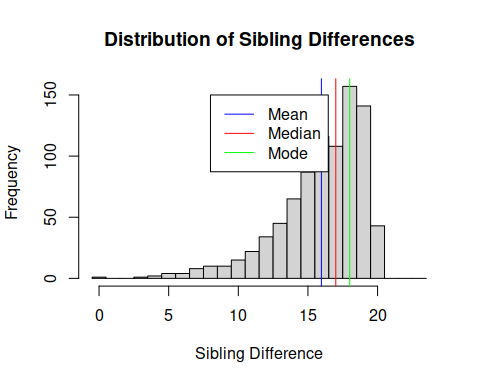 Distribution of Sibling Differences
Frequency
150
100
50
0
Mean
Median
Mode
0 5 10 15 20
Sibling Difference